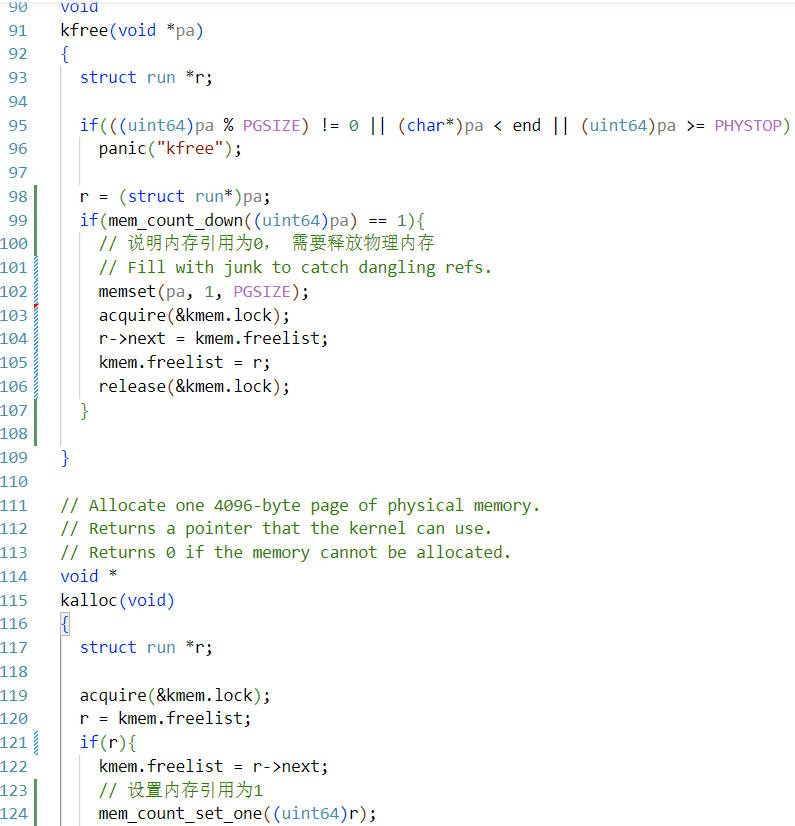 90 void
91 kfree(void *pa)
92 {
93 struct run *r;
94
95 if(((uint64)pa % PGSIZE) != 0 || (char*)pa < end || (uint64)pa >= PHYSTOP)
96 panic("kfree");
97
98 r = (struct run*)pa;
99 if(mem_count_down((uint64)pa) == 1){
100 // 说明内存引用为0， 需要释放物理内存
101 // Fill with junk to catch dangling refs.
102 memset(pa, 1, PGSIZE);
103 acquire(&kmem.lock);
104 r->next = kmem.freelist;
105 kmem.freelist = r;
106 release(&kmem.lock);
107 }
108
109 }
110
111 // Allocate one 4096-byte page of physical memory.
112 // Returns a pointer that the kernel can use.
113 // Returns 0 if the memory cannot be allocated.
114 void *
115 kalloc(void)
116 {
117 struct run *r;
118
119 acquire(&kmem.lock);
120 r = kmem.freelist;
121 if(r){
122 kmem.freelist = r->next;
123 // 设置内存引用为1
124 mem_count_set_one((uint64)r);